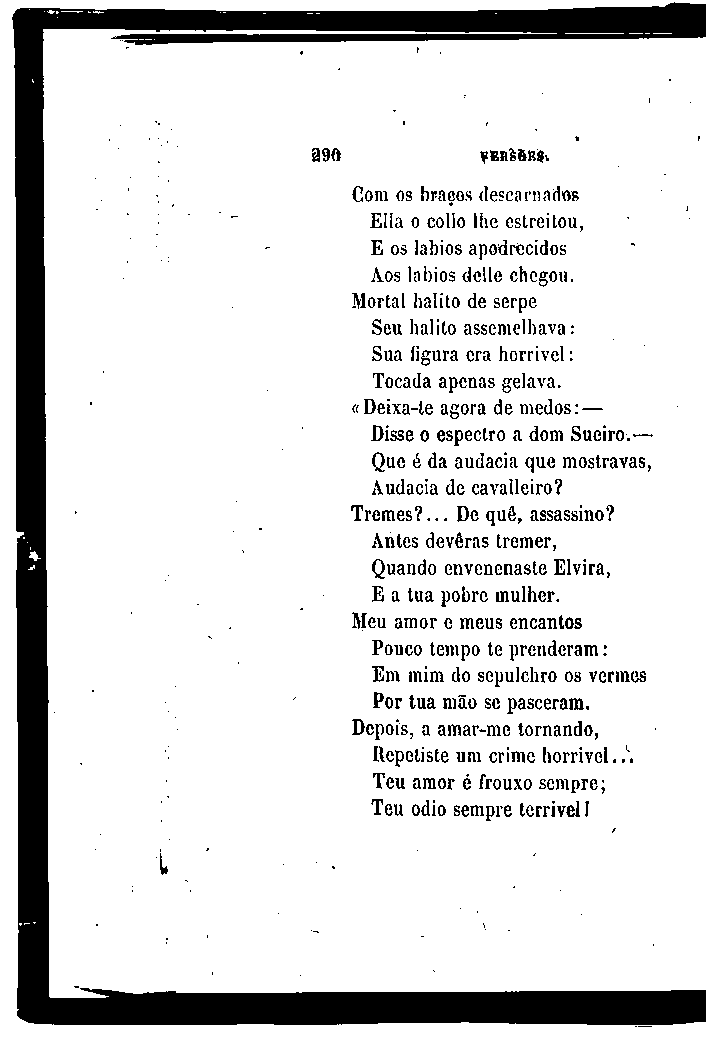 290 VERSÕES.
Com os braços descarnados
Ella o collo lhe estreitou,
E os labios apodrecidos
Aos labios delle chegou.
Mortal halito de serpe
Seu halito assemelhava:
Sua figura era horrivel:
Tocada apenas gelava.
«Deixa-te agora de medos:—
Disse o espectro a dom Sueiro.—
Que é da audacia que mostravas,
Audacia de cavalleiro?
Tremes?... De quê, assassino?
Antes devêras tremer,
Quando envenenaste Elvira,
E a tua pobre mulher.
Meu amor e meus encantos
Pouco tempo te prenderam:
Em mim do sepulchro os vermes
Por tua mão se pasceram.
Depois, a amar-me tornando,
Repetiste um crime horrivel...
Teu amor é frouxo sempre;
Teu odio sempre terrivel!